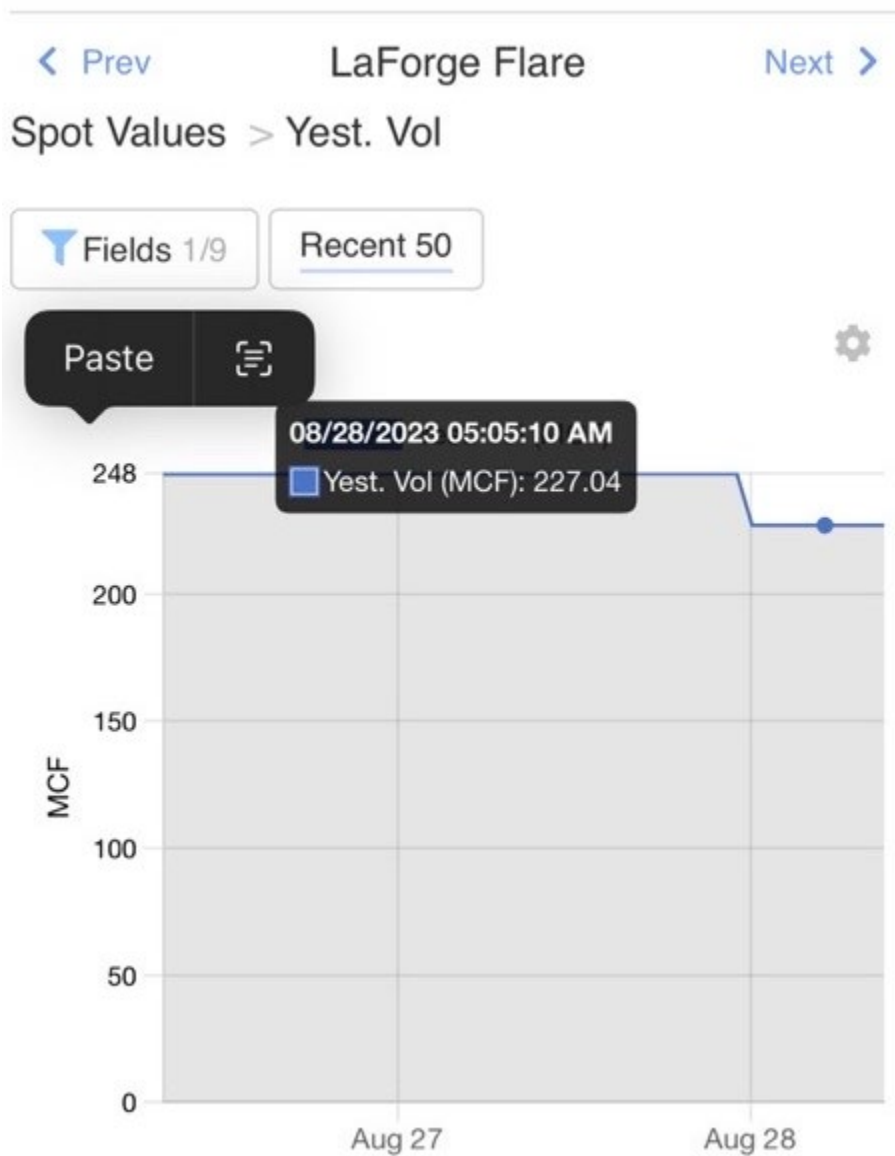 Prev LaForge Flare Next
Spot Values > Yest. Vol
Fields 1/9 Recent 50
Paste
08/28/2023 05:05:10 AM
Yest. Vol (MCF): 227.04
248
200
150
MCF
100
50
0
Aug 27 Aug 28